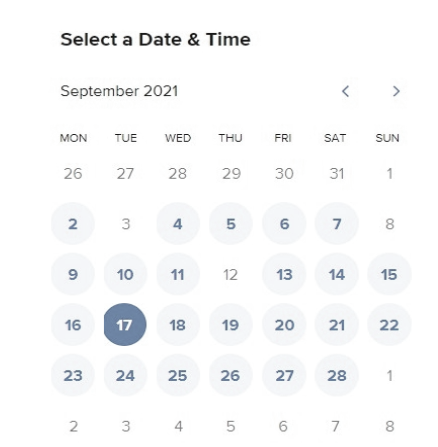 Select a Date & Time
September 2021
MON TUE WED THU FRI SAT SUN
26 27 28 29 30 31 1
2 3 4 5 6 7 8
9 10 11 12 13 14 15
16 17 18 19 20 21 22
23 24 25 26 27 28 1
2 3 4 5 6 7 8